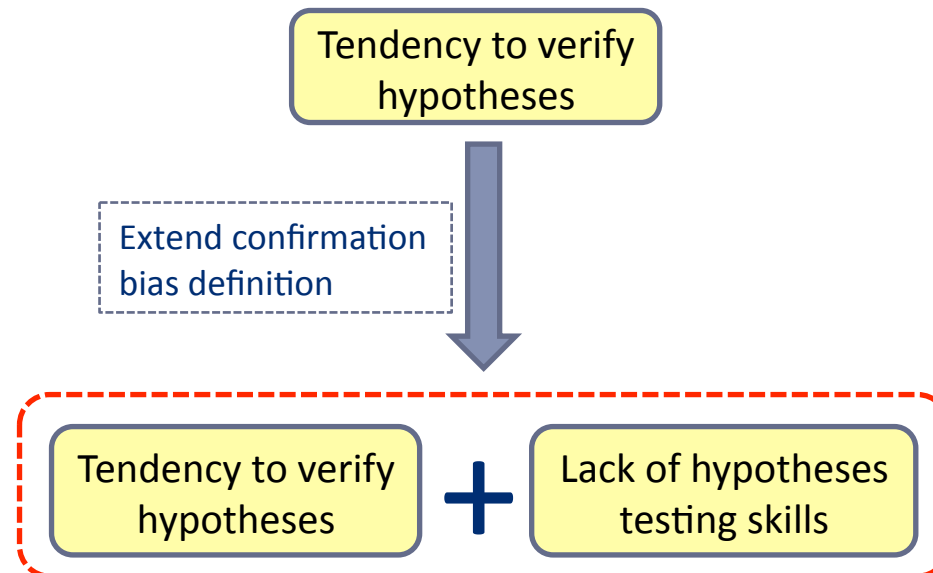 Tendency to verify
hypotheses
Extend confirmation
bias definition
Tendency to verify
hypotheses
+
Lack of hypotheses
testing skills